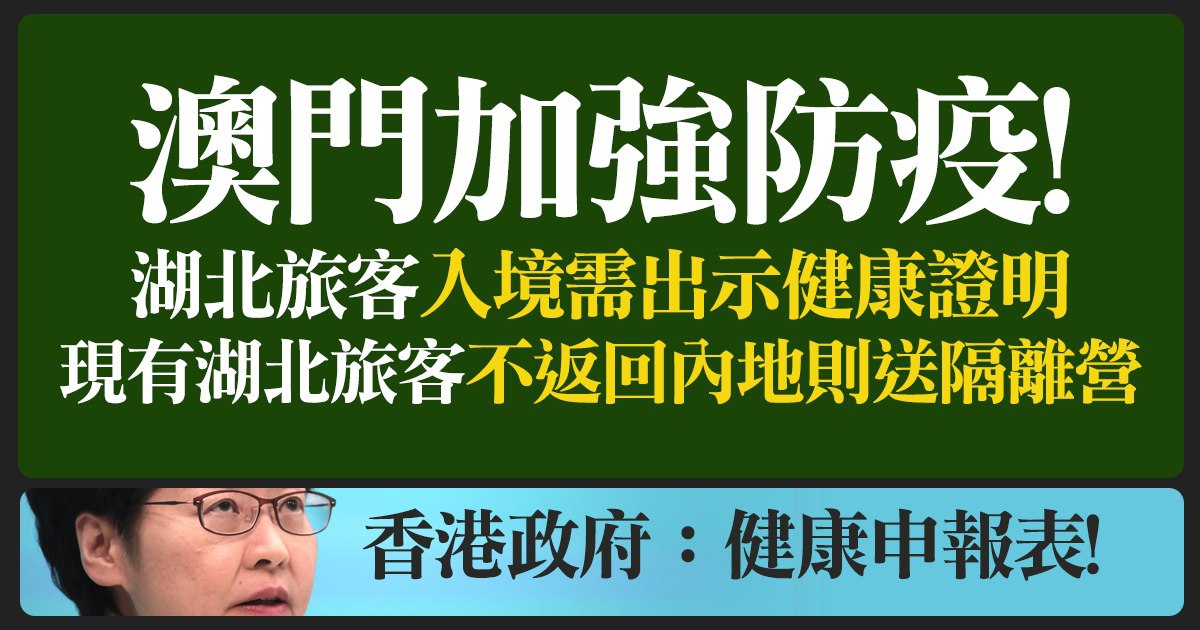 澳門加強防疫!
湖北旅客入境需出示健康證明
現有湖北旅客不返回內地則送隔離營
香港政府：健康申報表!